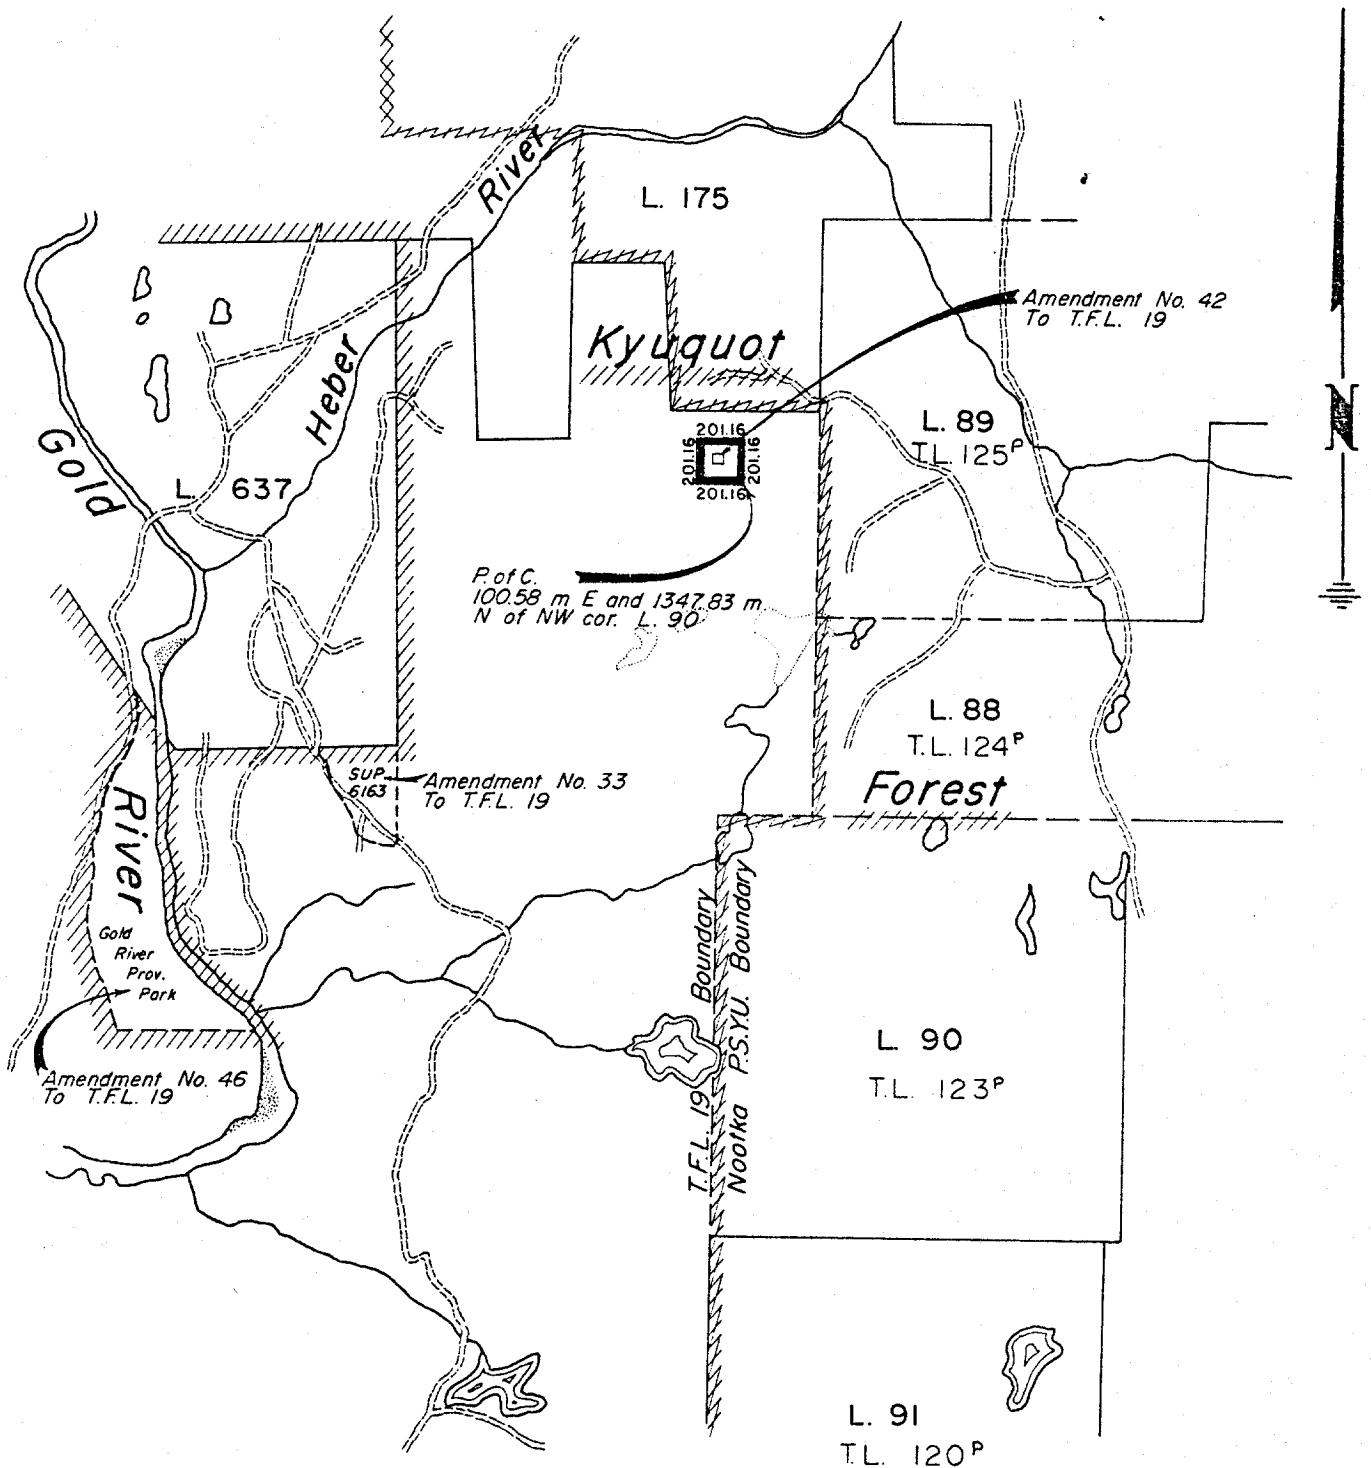 River
L. 175
Amendment No. 42
To T.F.L. 19
Kyuquot
Heber
Gold
L. 637
L. 89
T.L. 125ᴾ
N
201.16
201.16
201.16
201.16
P. of C.
100.58 m E and 1347.83 m
N of NW cor. L. 90
L. 88
T.L. 124ᴾ
Forest
SUP
6163
Amendment No. 33
To T.F.L. 19
River
Gold
River
Prov.
Park
T.F.L. 19 Boundary
Nootka P.S.Y.U. Boundary
L. 90
T.L. 123ᴾ
Amendment No. 46
To T.F.L. 19
L. 91
T.L. 120ᴾ